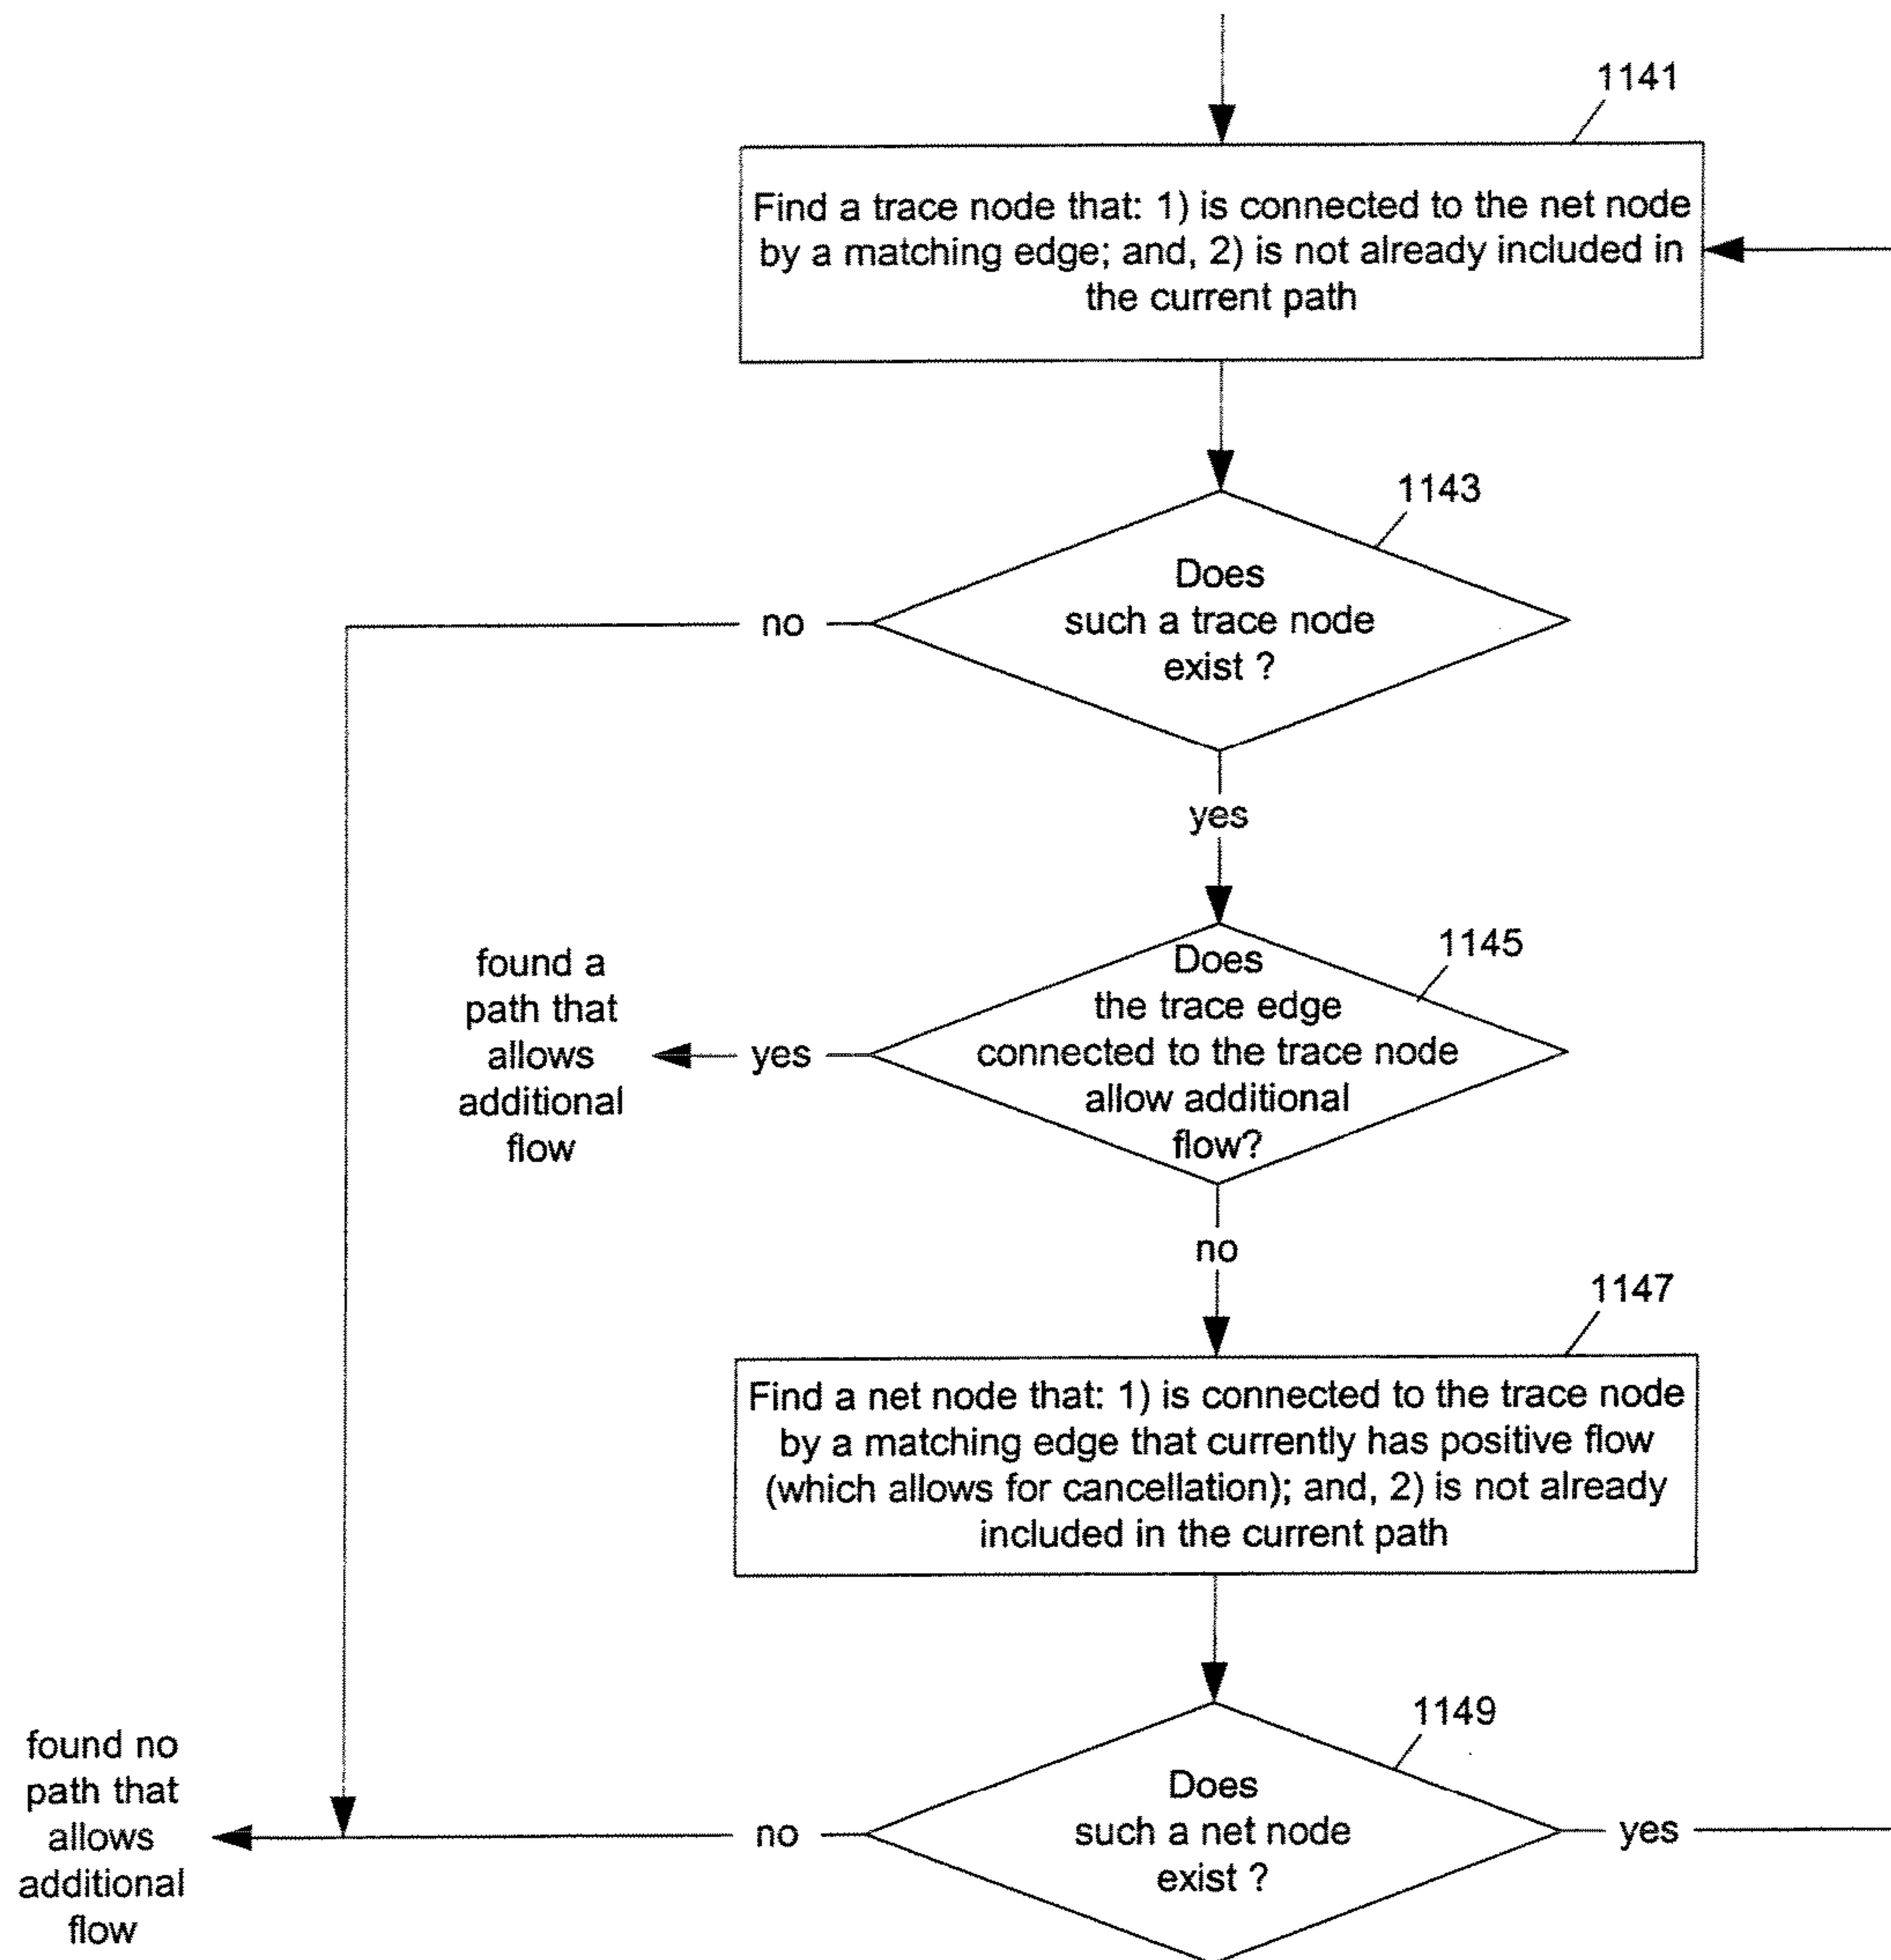 1141
Find a trace node that: 1) is connected to the net node
by a matching edge; and, 2) is not already included in
the current path
1143
Does
such a trace node
exist ?
no
yes
1145
Does
the trace edge
connected to the trace node
allow additional
flow?
yes
found a
path that
allows
additional
flow
no
1147
Find a net node that: 1) is connected to the trace node
by a matching edge that currently has positive flow
(which allows for cancellation); and, 2) is not already
included in the current path
1149
Does
such a net node
exist ?
no
yes
found no
path that
allows
additional
flow